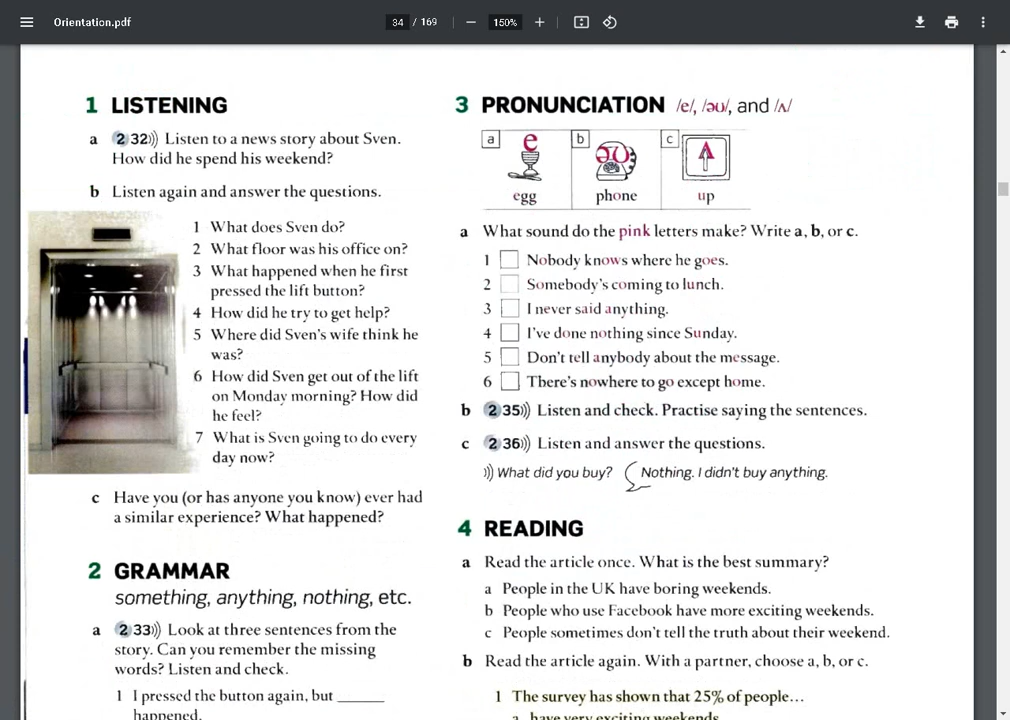 Orientation.pdf
34 / 169
150%
1 LISTENING
a 2 32))) Listen to a news story about Sven.
How did he spend his weekend?
b Listen again and answer the questions.
1 What does Sven do?
2 What floor was his office on?
3 What happened when he first
pressed the lift button?
4 How did he try to get help?
5 Where did Sven's wife think he
was?
6 How did Sven get out of the lift
on Monday morning? How did
he feel?
7 What is Sven going to do every
day now?
c Have you (or has anyone you know) ever had
a similar experience? What happened?
2 GRAMMAR
something, anything, nothing, etc.
a 2 33))) Look at three sentences from the
story. Can you remember the missing
words? Listen and check.
1 I pressed the button again, but ______
happened.
3 PRONUNCIATION /e/, /əʊ/, and /ʌ/
a e egg
b əʊ phone
c ʌ up
a What sound do the pink letters make? Write a, b, or c.
1 Nobody knows where he goes.
2 Somebody's coming to lunch.
3 I never said anything.
4 I've done nothing since Sunday.
5 Don't tell anybody about the message.
6 There's nowhere to go except home.
b 2 35))) Listen and check. Practise saying the sentences.
c 2 36))) Listen and answer the questions.
))) What did you buy? Nothing. I didn't buy anything.
4 READING
a Read the article once. What is the best summary?
a People in the UK have boring weekends.
b People who use Facebook have more exciting weekends.
c People sometimes don't tell the truth about their weekend.
b Read the article again. With a partner, choose a, b, or c.
1 The survey has shown that 25% of people…
a have very exciting weekends